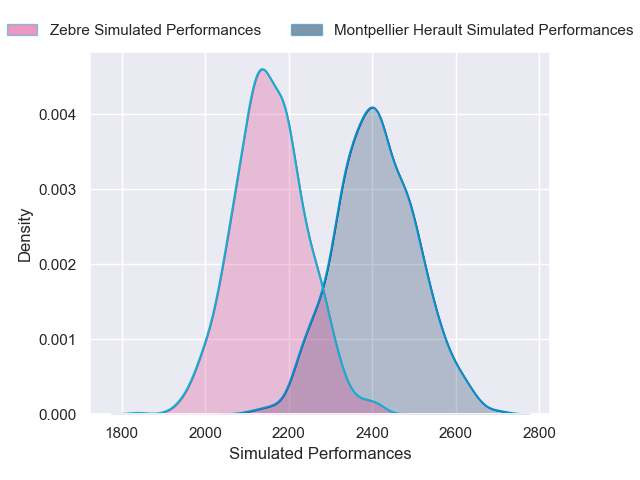 Zebre Simulated Performances Montpellier Herault Simulated Performances
0.004
0.003
0.002
0.001
0.000
Density
1800 2000 2200 2400 2600 2800
Simulated Performances